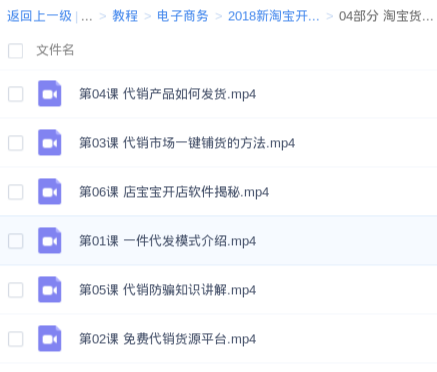 返回上一级 | ... > 教程 > 电子商务 > 2018新淘宝开... > 04部分 淘宝货...
文件名
第04课 代销产品如何发货.mp4
第03课 代销市场一键铺货的方法.mp4
第06课 店宝宝开店软件揭秘.mp4
第01课 一件代发模式介绍.mp4
第05课 代销防骗知识讲解.mp4
第02课 免费代销货源平台.mp4